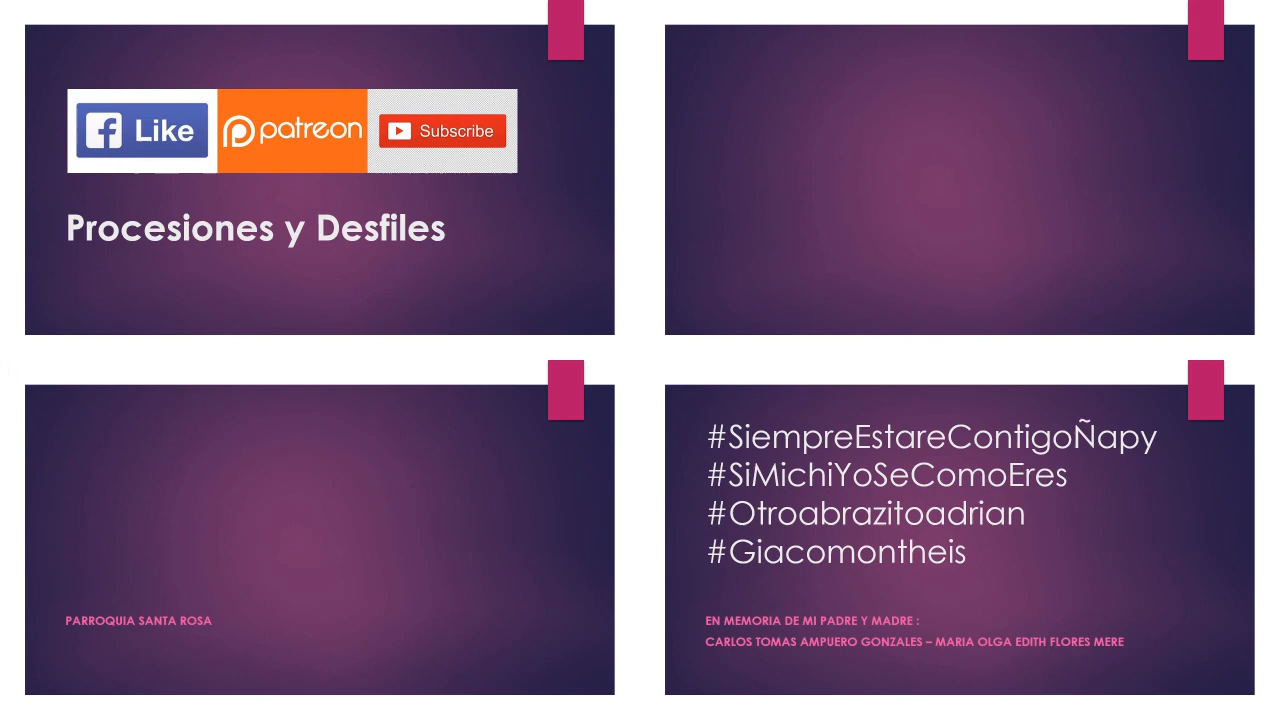 Like
patreon
Subscribe
Procesiones y Desfiles
PARROQUIA SANTA ROSA
#SiempreEstareContigoÑapy
#SiMichiYoSeComoEres
#Otroabrazitoadrian
#Giacomontheis
EN MEMORIA DE MI PADRE Y MADRE :
CARLOS TOMAS AMPUERO GONZALES – MARIA OLGA EDITH FLORES MERE